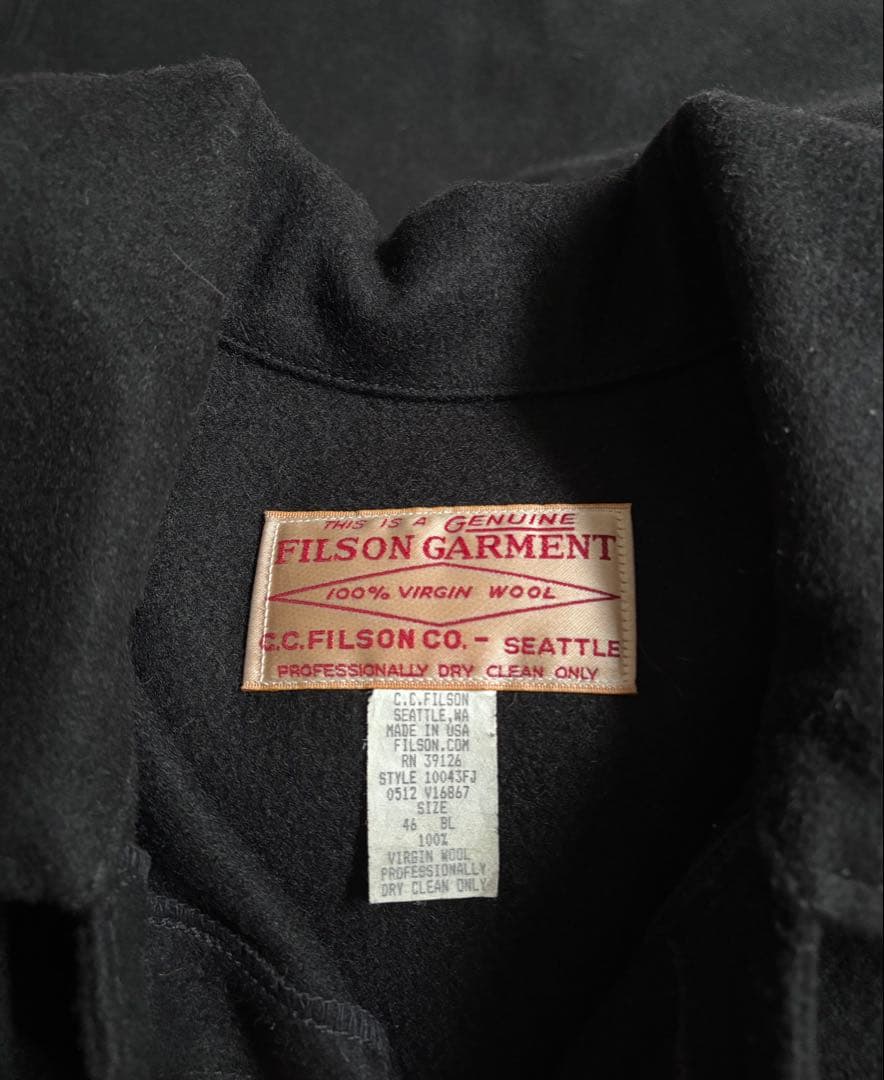 THIS IS A GENUINE
FILSON GARMENT
100% VIRGIN WOOL
C.C.FILSON CO. - SEATTLE
PROFESSIONALLY DRY CLEAN ONLY
C.C.FILSON
SEATTLE,WA
MADE IN USA
FILSON.COM
RN 39126
STYLE 10043FJ
0512 V16867
SIZE
46 BL
100%
VIRGIN WOOL
PROFESSIONALLY
DRY CLEAN ONLY